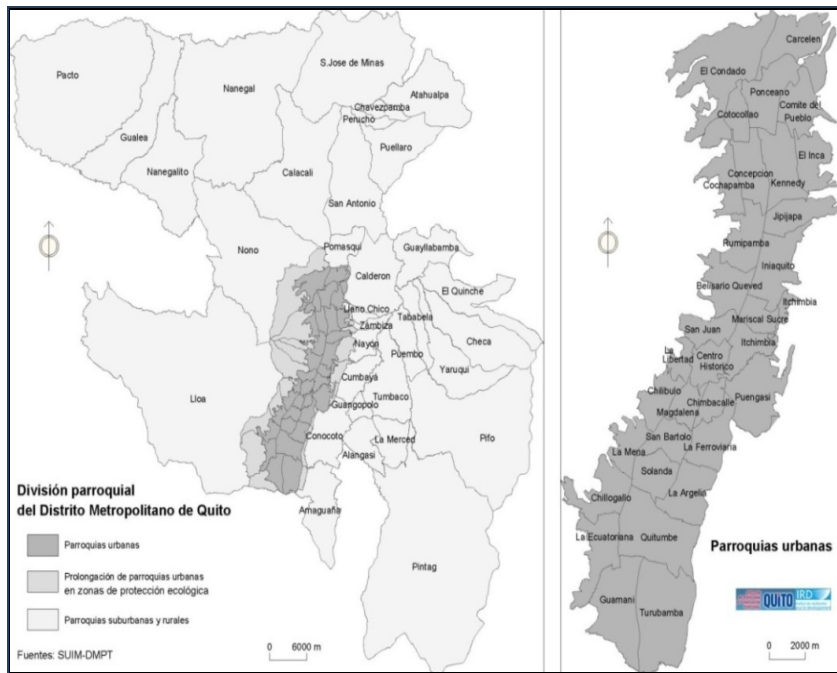 Pacto
Nanegal
S.Jose de Minas
Atahualpa
Chavezpamba
Perucho
Gualea
Puellaro
Nanegalito
Calacali
San Antonio
Nono
Pomasqui
Guayllabamba
Calderon
El Quinche
Llano Chico
Tababela
Zambiza
Checa
Nayón
Puembo
Yaruqui
Lloa
Cumbaya
Tumbaco
Guangopolo
Conocoto
La Merced
Pifo
Alangasi
Amaguaña
Pintag
División parroquial
del Distrito Metropolitano de Quito
Parroquias urbanas
Prolongación de parroquias urbanas
en zonas de protección ecológica
Parroquias suburbanas y rurales
Fuentes: SUIM-DMPT
0 6000 m
Carcelen
El Condado
Ponceano
Comite del
Pueblo
Cotocollao
El Inca
Concepción
Cochapamba
Kennedy
Jipijapa
Rumipamba
Iniaquito
Belisario Queved
Itchimbia
Mariscal Sucre
San Juan
Itchimbia
La
Libertad
Centro
Historico
Chilibulo
Chimbacalle
Puengasi
Magdalena
San Bartolo
La Ferroviaria
La Mena
Solanda
La Argelia
Chillogallo
La Ecuatoriana
Quitumbe
Parroquias urbanas
Guamani
Turubamba
QUITO
IRD
0 2000 m